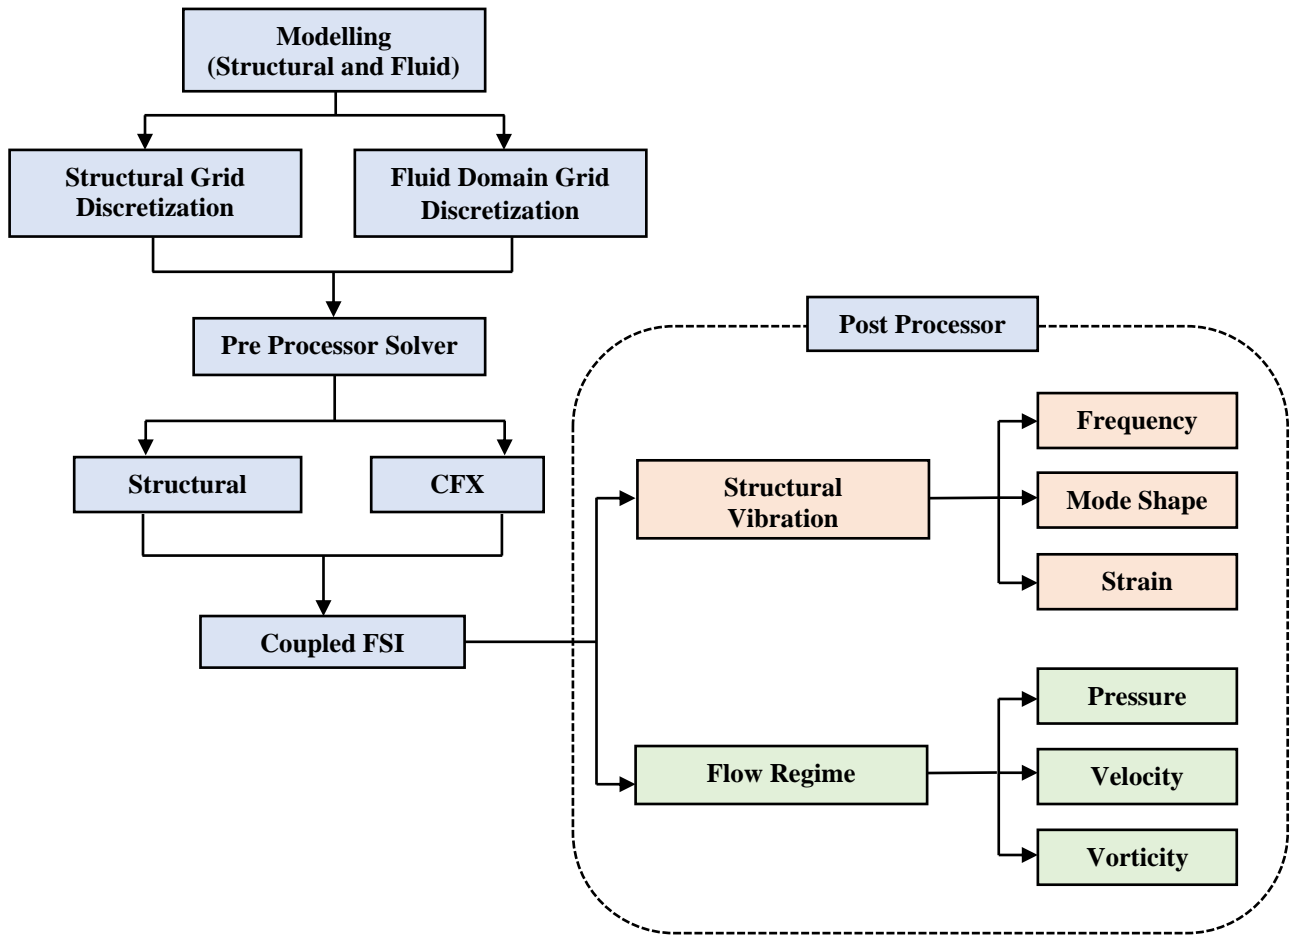 Modelling
(Structural and Fluid)
Structural Grid
Discretization
Fluid Domain Grid
Discretization
Pre Processor Solver
Structural
CFX
Coupled FSI
Post Processor
Structural
Vibration
Frequency
Mode Shape
Strain
Flow Regime
Pressure
Velocity
Vorticity